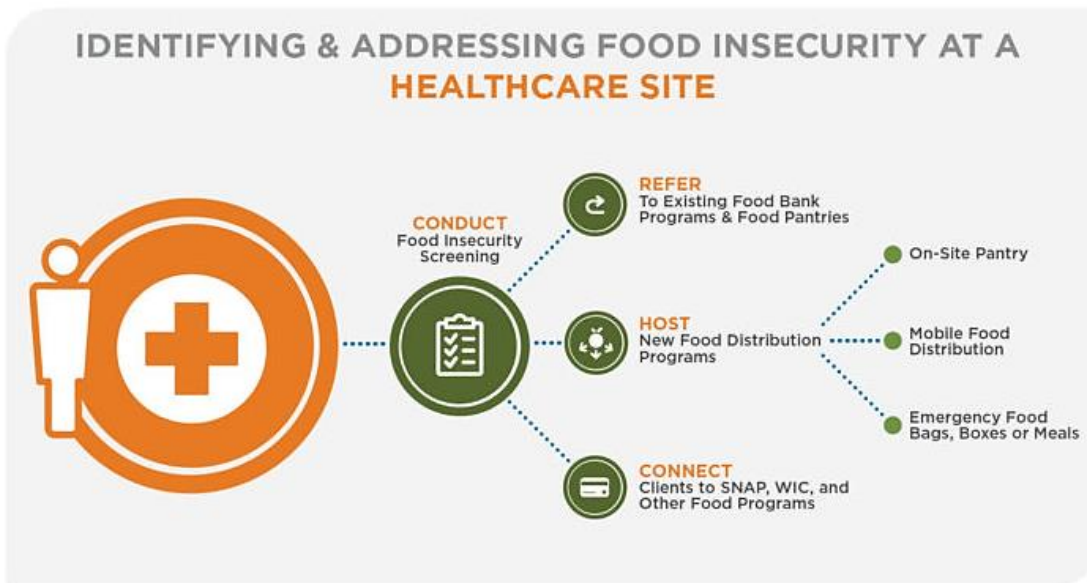 IDENTIFYING & ADDRESSING FOOD INSECURITY AT A
HEALTHCARE SITE
CONDUCT
Food Insecurity
Screening
REFER
To Existing Food Bank
Programs & Food Pantries
HOST
New Food Distribution
Programs
On-Site Pantry
Mobile Food
Distribution
Emergency Food
Bags, Boxes or Meals
CONNECT
Clients to SNAP, WIC, and
Other Food Programs